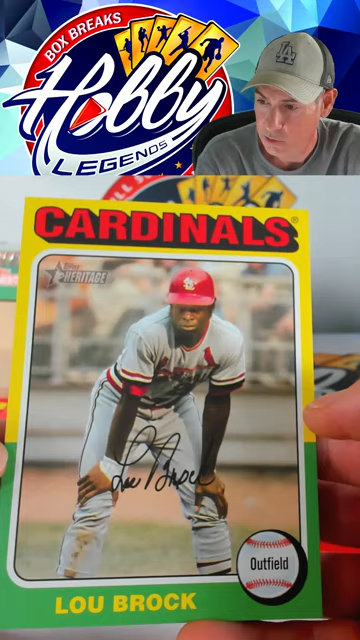 BOX BREAKS
Hobby
LEGENDS
LA
CARDINALS
Topps
HERITAGE
Lou Brock
Outfield
LOU BROCK